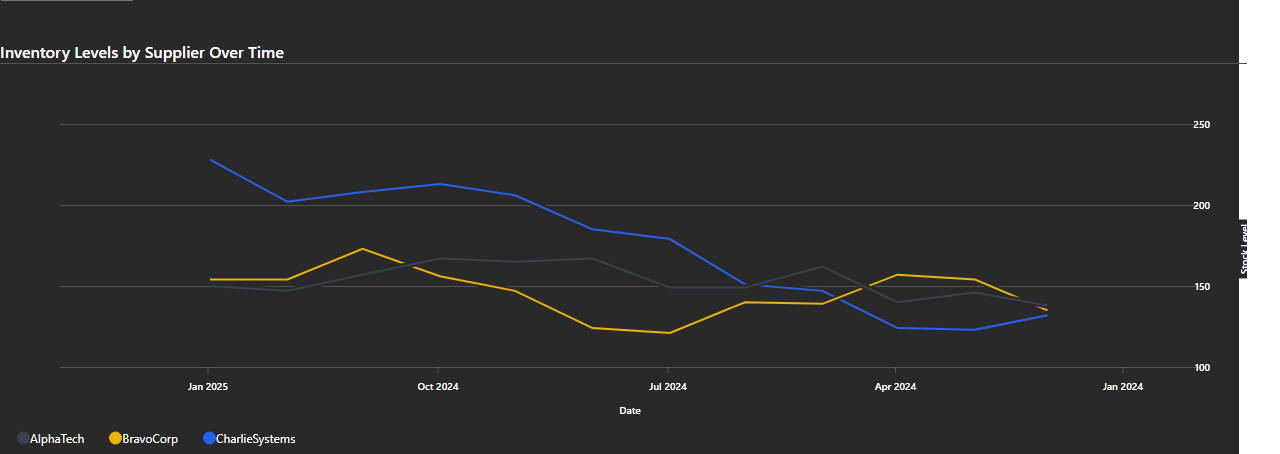 Inventory Levels by Supplier Over Time
250
200
150
100
Stock Level
Jan 2025
Oct 2024
Jul 2024
Apr 2024
Jan 2024
Date
AlphaTech
BravoCorp
CharlieSystems